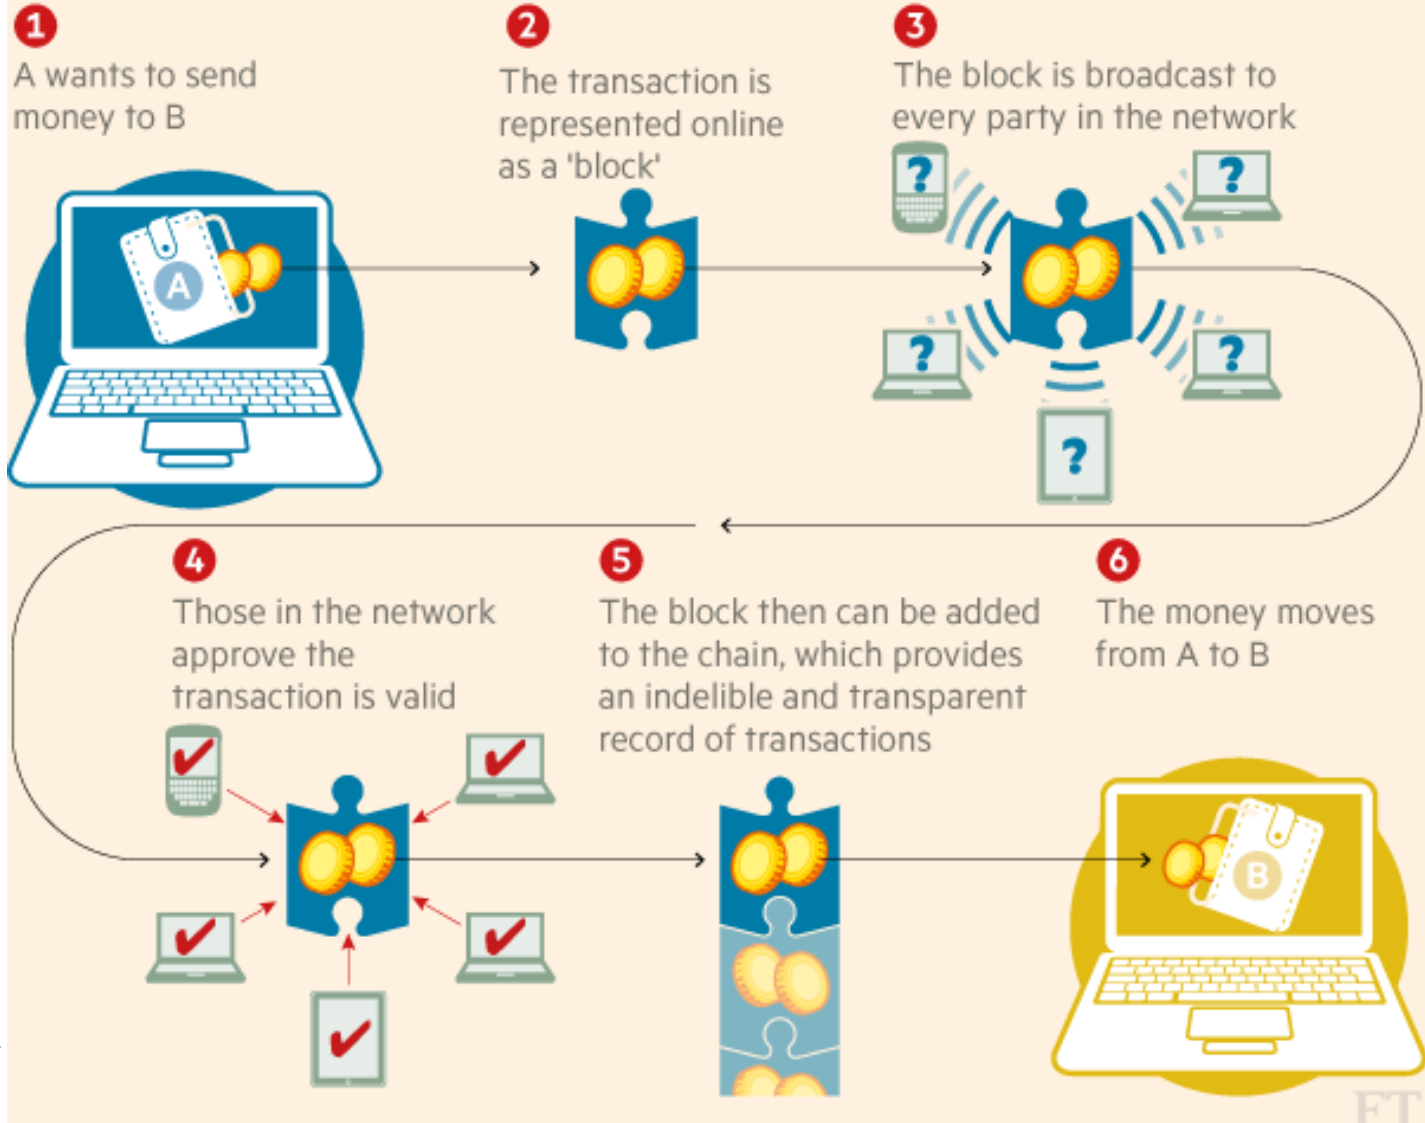 1
A wants to send
money to B
A
2
The transaction is
represented online
as a 'block'
3
The block is broadcast to
every party in the network
?
?
?
?
?
4
Those in the network
approve the
transaction is valid
5
The block then can be added
to the chain, which provides
an indelible and transparent
record of transactions
6
The money moves
from A to B
B
FT